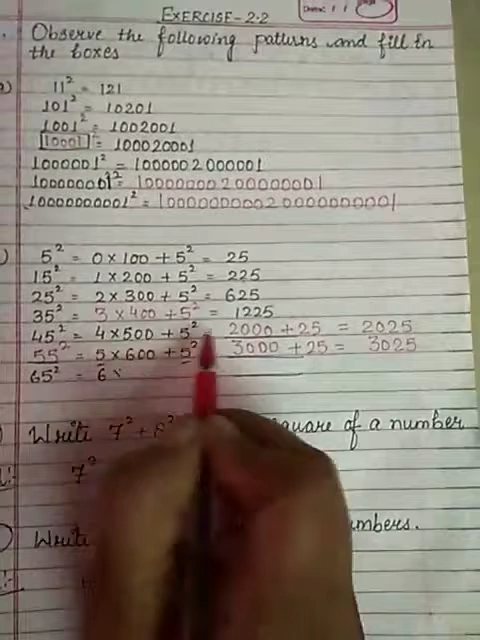 EXERCISE-2.2
Observe the following patterns and fill in
the boxes
11² = 121
101² = 10201
1001² = 1002001
10001² = 100020001
1000001² = 1000002000001
100000001² = 10000000200000001
10000000001² = 100000000020000000001
5² = 0×100+5² = 25
15² = 1×200+5² = 225
25² = 2×300+5² = 625
35² = 3×400+5² = 1225
45² = 4×500+5² = 2000+25 = 2025
55² = 5×600+5² 3000+25 = 3025
65² = 6
Write 7² + square of a number
7²
Write numbers.